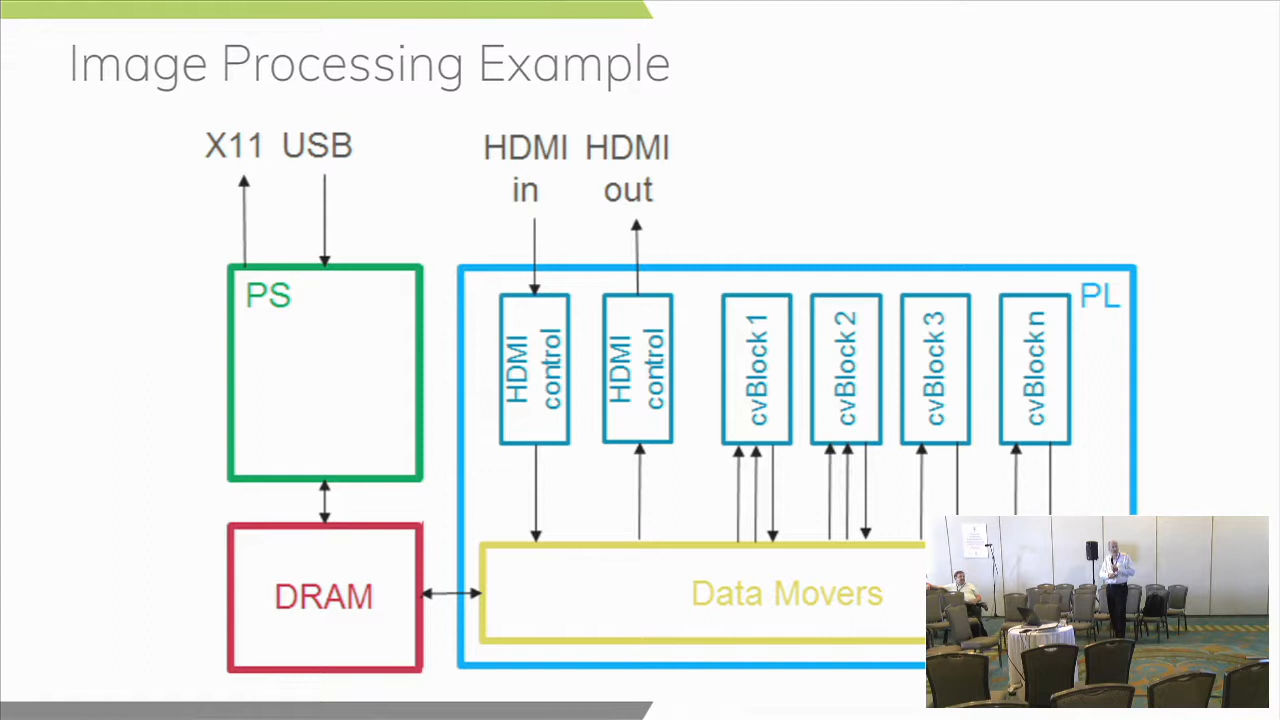 Image Processing Example
X11 USB
HDMI HDMI
in out
PS
PL
HDMI
control
HDMI
control
cvBlock 1
cvBlock 2
cvBlock 3
cvBlock n
DRAM
Data Movers